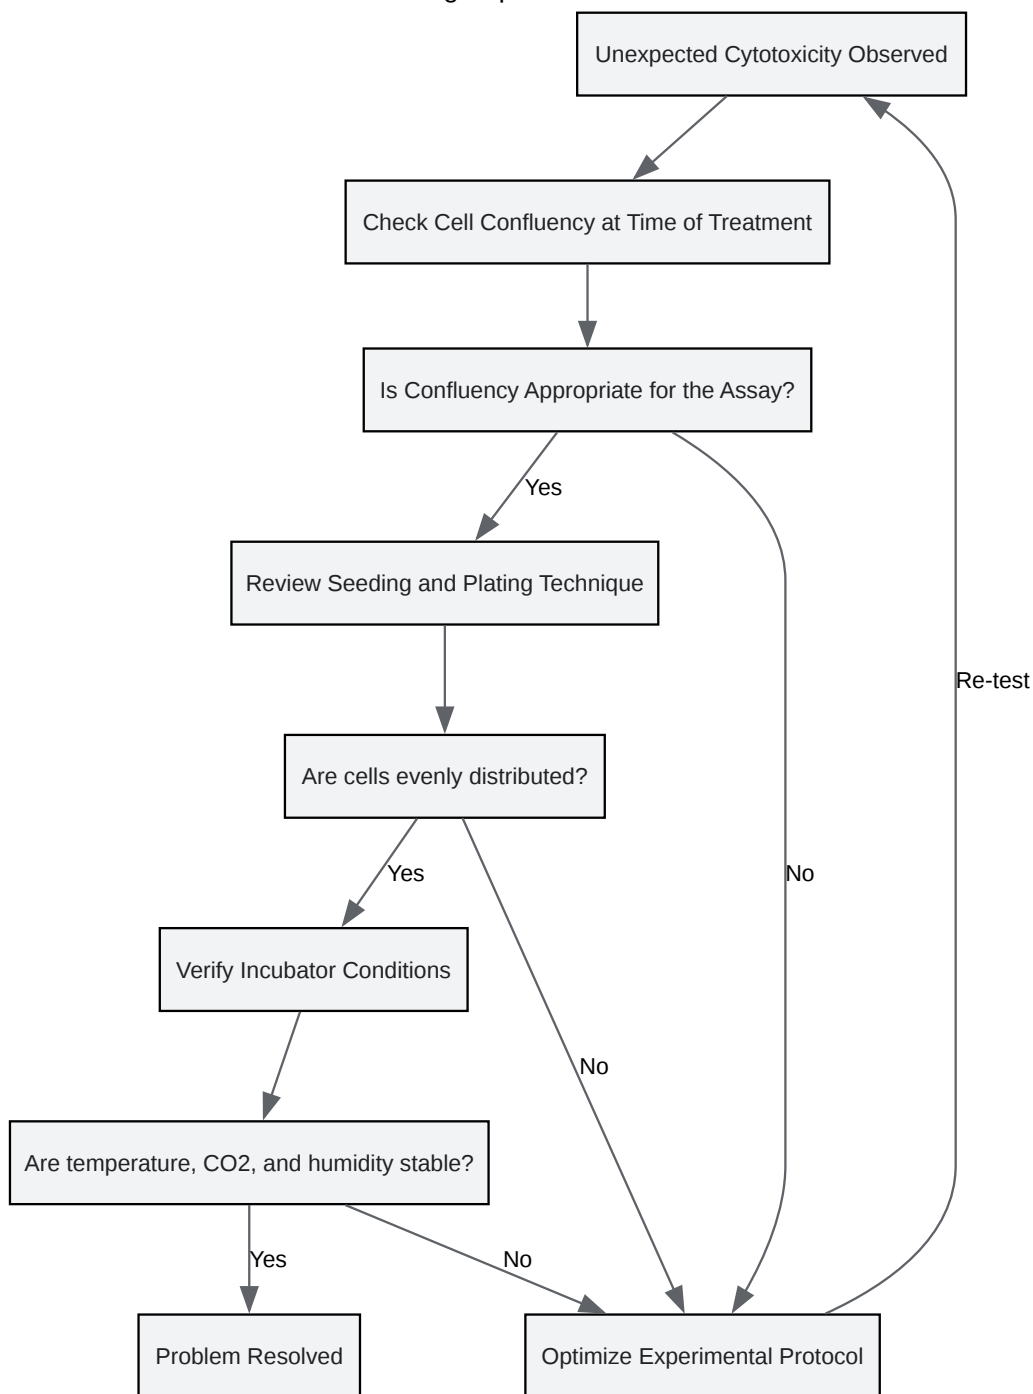 Unexpected Cytotoxicity Observed
Check Cell Confluency at Time of Treatment
Is Confluency Appropriate for the Assay?
Yes
Review Seeding and Plating Technique
Re-test
Are cells evenly distributed?
Yes
No
Verify Incubator Conditions
No
Are temperature, CO2, and humidity stable?
Yes
No
Problem Resolved
Optimize Experimental Protocol